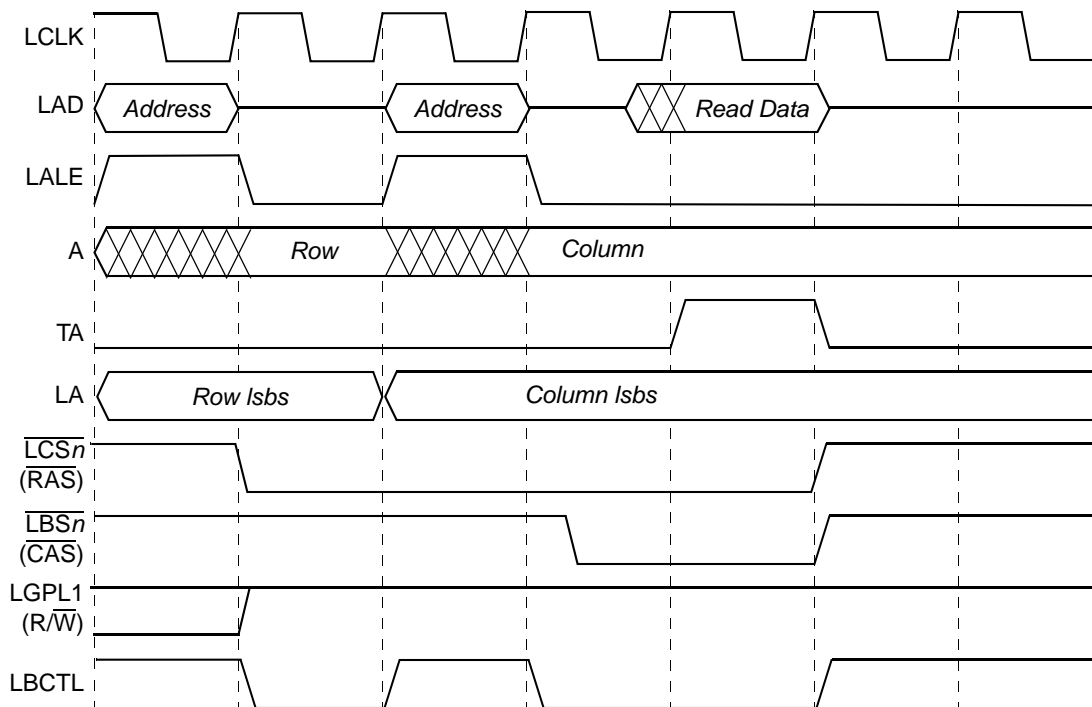 LCLK
LAD Address Address Read Data
LALE
A Row Column
TA
LA Row lsbs Column lsbs
LCSn
(RAS)
LBSn
(CAS)
LGPL1
(R/W)
LBCTL